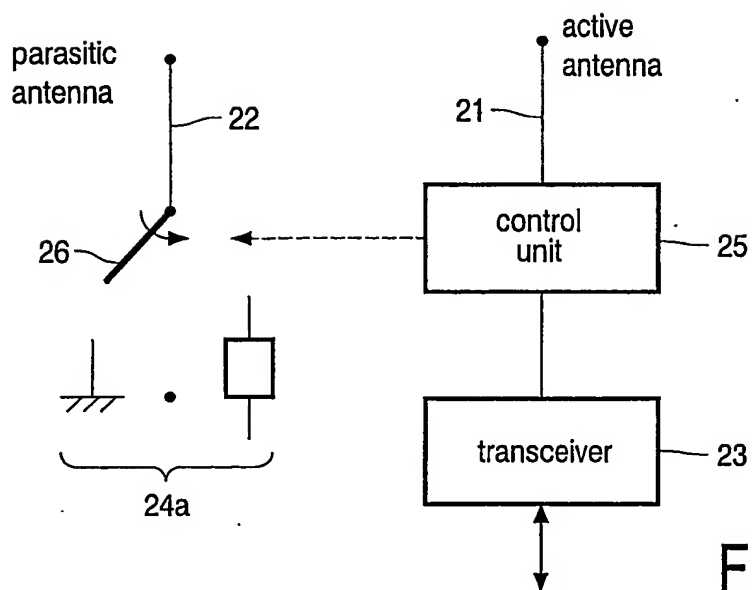 parasitic
antenna
22
26
24a
active
antenna
21
control
unit
25
transceiver
23
F